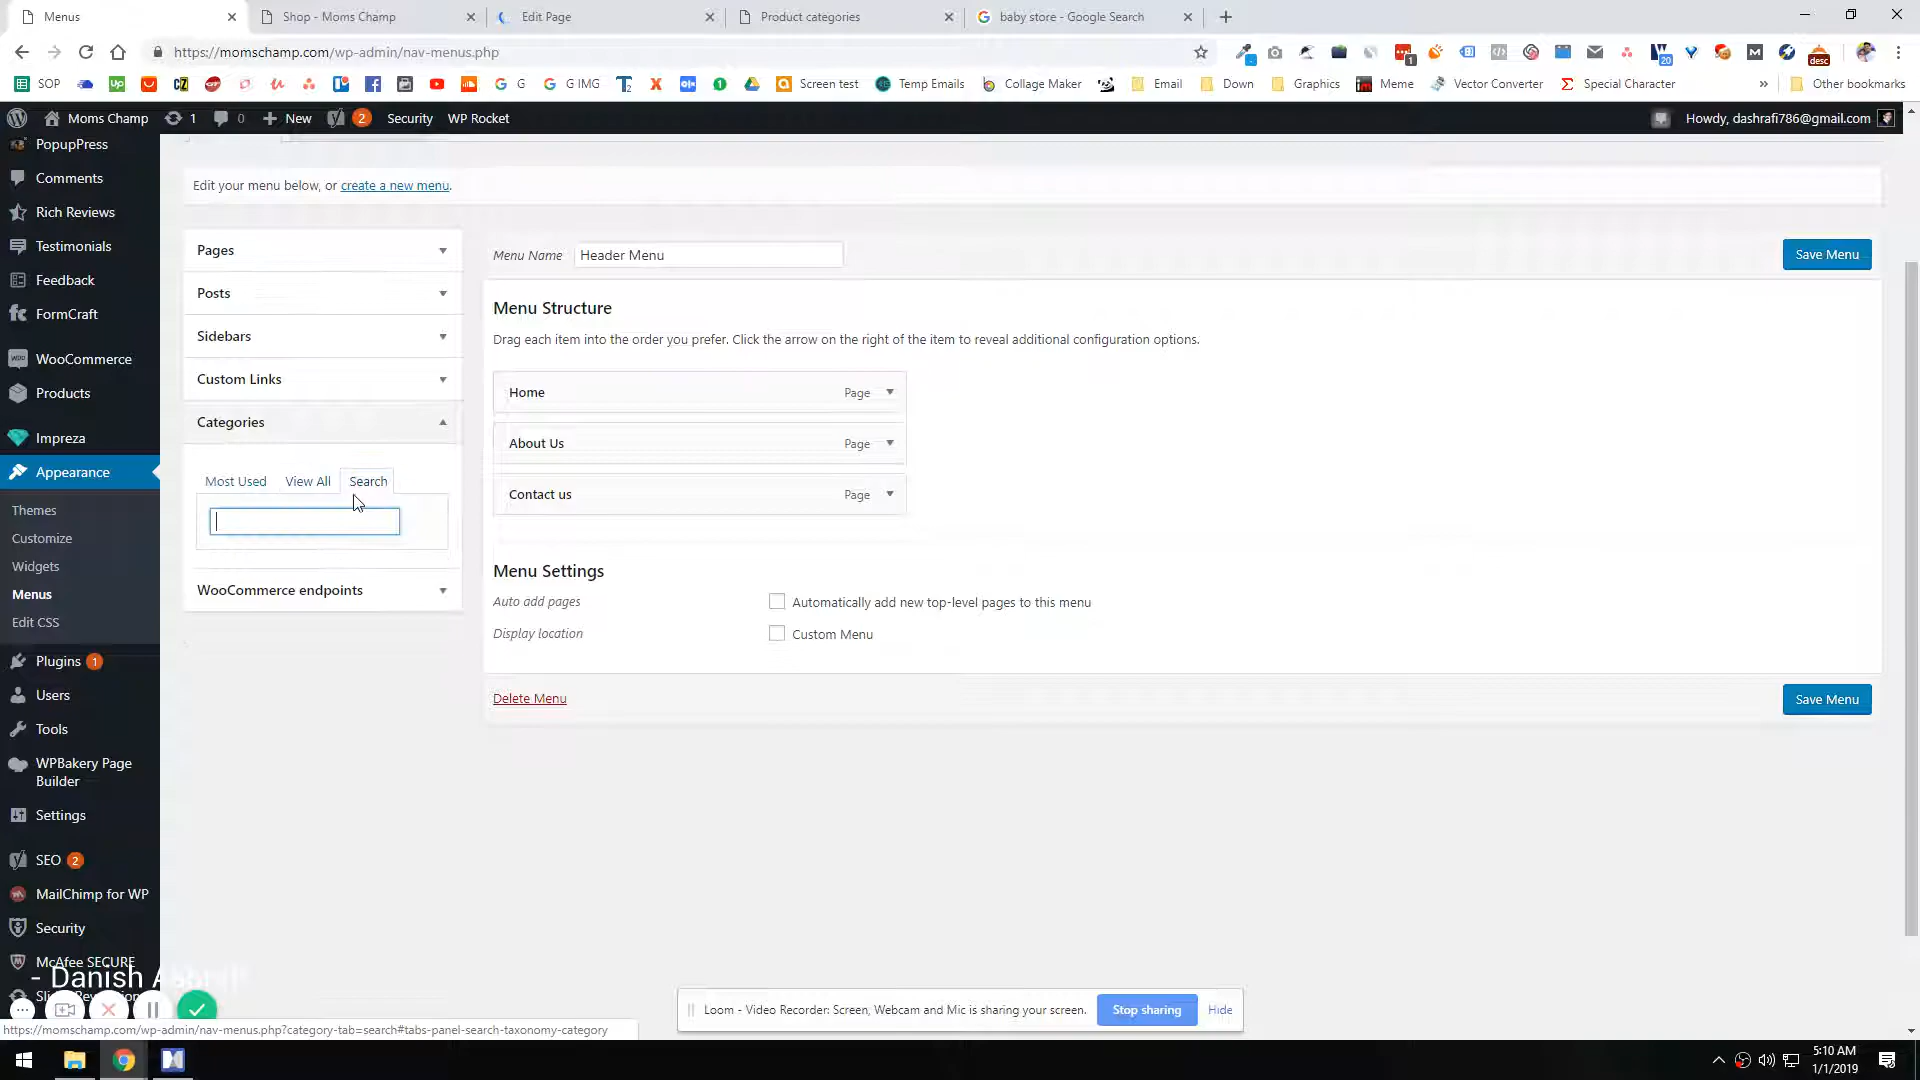 Menus
Shop - Moms Champ
Edit Page
Product categories
baby store - Google Search
https://momschamp.com/wp-admin/nav-menus.php
SOP
G
G IMG
Screen test
Temp Emails
Collage Maker
Email
Down
Graphics
Meme
Vector Converter
Special Character
Other bookmarks
Moms Champ
1
0
New
2
Security
WP Rocket
Howdy, dashrafi786@gmail.com
PopupPress
Comments
Rich Reviews
Testimonials
Feedback
FormCraft
WooCommerce
Products
Impreza
Appearance
Themes
Customize
Widgets
Menus
Edit CSS
Plugins 1
Users
Tools
WPBakery Page
Builder
Settings
SEO 2
MailChimp for WP
Security
McAfee SECURE
- Danish
Edit your menu below, or create a new menu.
Pages
Posts
Sidebars
Custom Links
Categories
Most Used
View All
Search
WooCommerce endpoints
Menu Name
Header Menu
Save Menu
Menu Structure
Drag each item into the order you prefer. Click the arrow on the right of the item to reveal additional configuration options.
Home
Page
About Us
Page
Contact us
Page
Menu Settings
Auto add pages
Automatically add new top-level pages to this menu
Display location
Custom Menu
Delete Menu
Save Menu
Loom - Video Recorder: Screen, Webcam and Mic is sharing your screen.
Stop sharing
Hide
https://momschamp.com/wp-admin/nav-menus.php?category-tab=search#tabs-panel-search-taxonomy-category
5:10 AM
1/1/2019